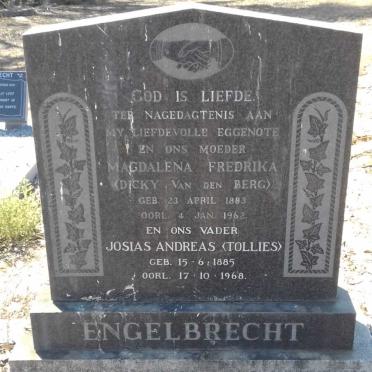 GOD IS LIEFDE.
TER NAGEDAGTENIS AAN
MY LIEFDEVOLLE EGGENOTE
EN ONS MOEDER
MAGDALENA FREDRIKA
(DICKY VAN DEN BERG)
GEB. 23 APRIL 1883
OORL. 4 JAN. 1962.
EN ONS VADER
JOSIAS ANDREAS (TOLLIES)
GEB. 15·6:1885
OORL. 17·10·1968.
ENGELBRECHT